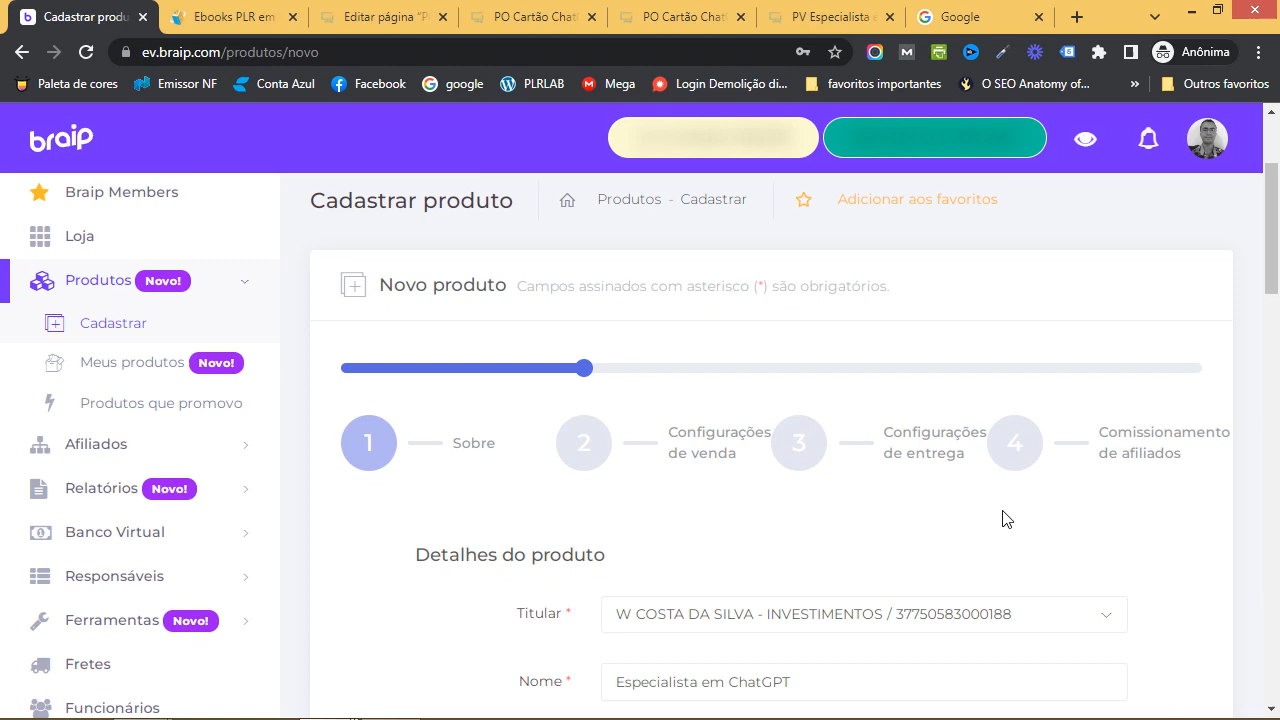 Cadastrar produ
Ebooks PLR em
Editar página "P
PO Cartão Chat
PO Cartão Chat
PV Especialista e
Google
ev.braip.com/produtos/novo
Anônima
Paleta de cores
Emissor NF
Conta Azul
Facebook
google
PLRLAB
Mega
Login Demolição di...
favoritos importantes
O SEO Anatomy of...
»
Outros favoritos
braip
Braip Members
Loja
Produtos Novo!
Cadastrar
Meus produtos Novo!
Produtos que promovo
Afiliados
Relatórios Novo!
Banco Virtual
Responsáveis
Ferramentas Novo!
Fretes
Funcionários
Cadastrar produto
Produtos - Cadastrar
Adicionar aos favoritos
Novo produto Campos assinados com asterisco (*) são obrigatórios.
1 Sobre
2 Configurações
de venda
3 Configurações
de entrega
4 Comissionamento
de afiliados
Detalhes do produto
Titular * W COSTA DA SILVA - INVESTIMENTOS / 37750583000188
Nome * Especialista em ChatGPT